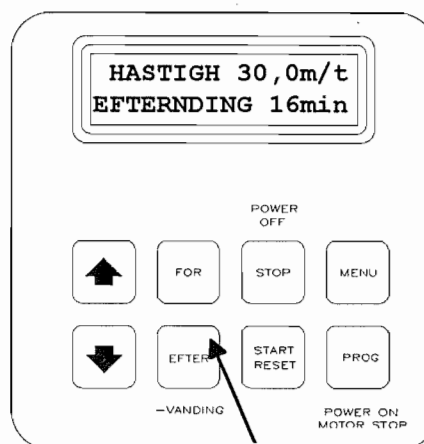 HASTIGH 30,0m/t
EFTERNDING 16min
POWER
OFF
FOR
STOP
MENU
EFTER
START
RESET
PROG
-VANDING
POWER ON
MOTOR STOP